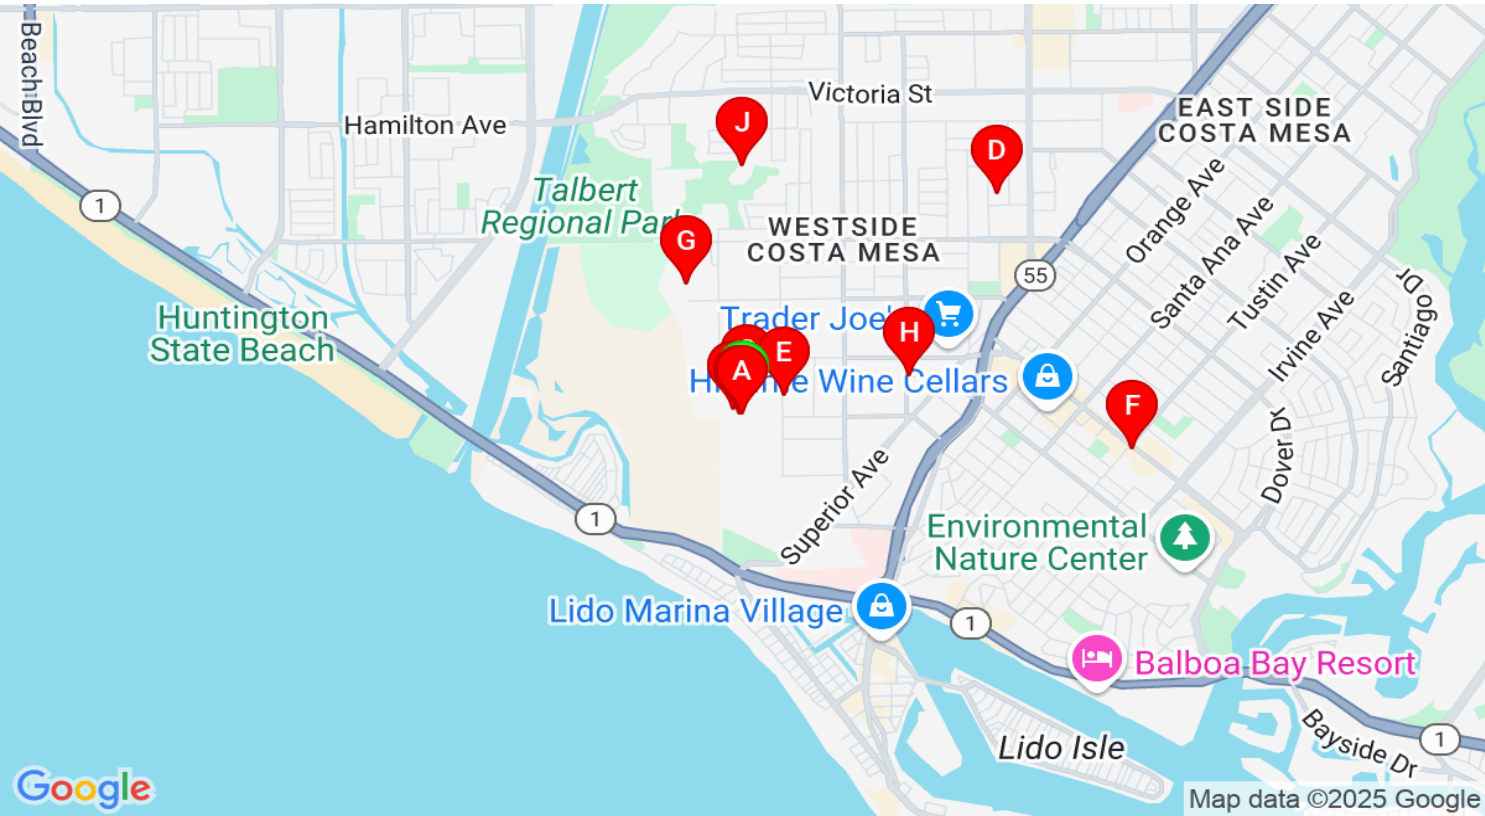 Beach Blvd
Victoria St
EAST SIDE
COSTA MESA
Hamilton Ave
J
D
Talbert
Regional Park
Orange Ave
1
WESTSIDE
COSTA MESA
G
Santa Ana Ave
Tustin Ave
55
Santiago Dr
Irvine Ave
Huntington
State Beach
Trader Joe's
H
E
A
Wine Cellars
F
Dover Dr
Superior Ave
1
Environmental
Nature Center
Lido Marina Village
1
Balboa Bay Resort
Lido Isle
Bayside Dr
1
Google
Map data ©2025 Google